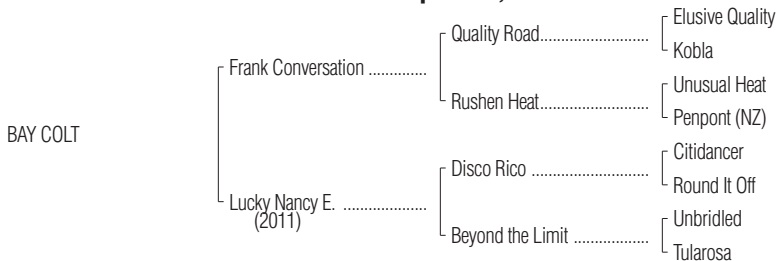 Elusive Quality
Quality Road..............................
Kobla
Frank Conversation ..............
Unusual Heat
Rushen Heat..............................
Penpont (NZ)
BAY COLT
Citidancer
Disco Rico ................................
Round It Off
Lucky Nancy E. ......................
(2011)
Unbridled
Beyond the Limit .....................
Tularosa